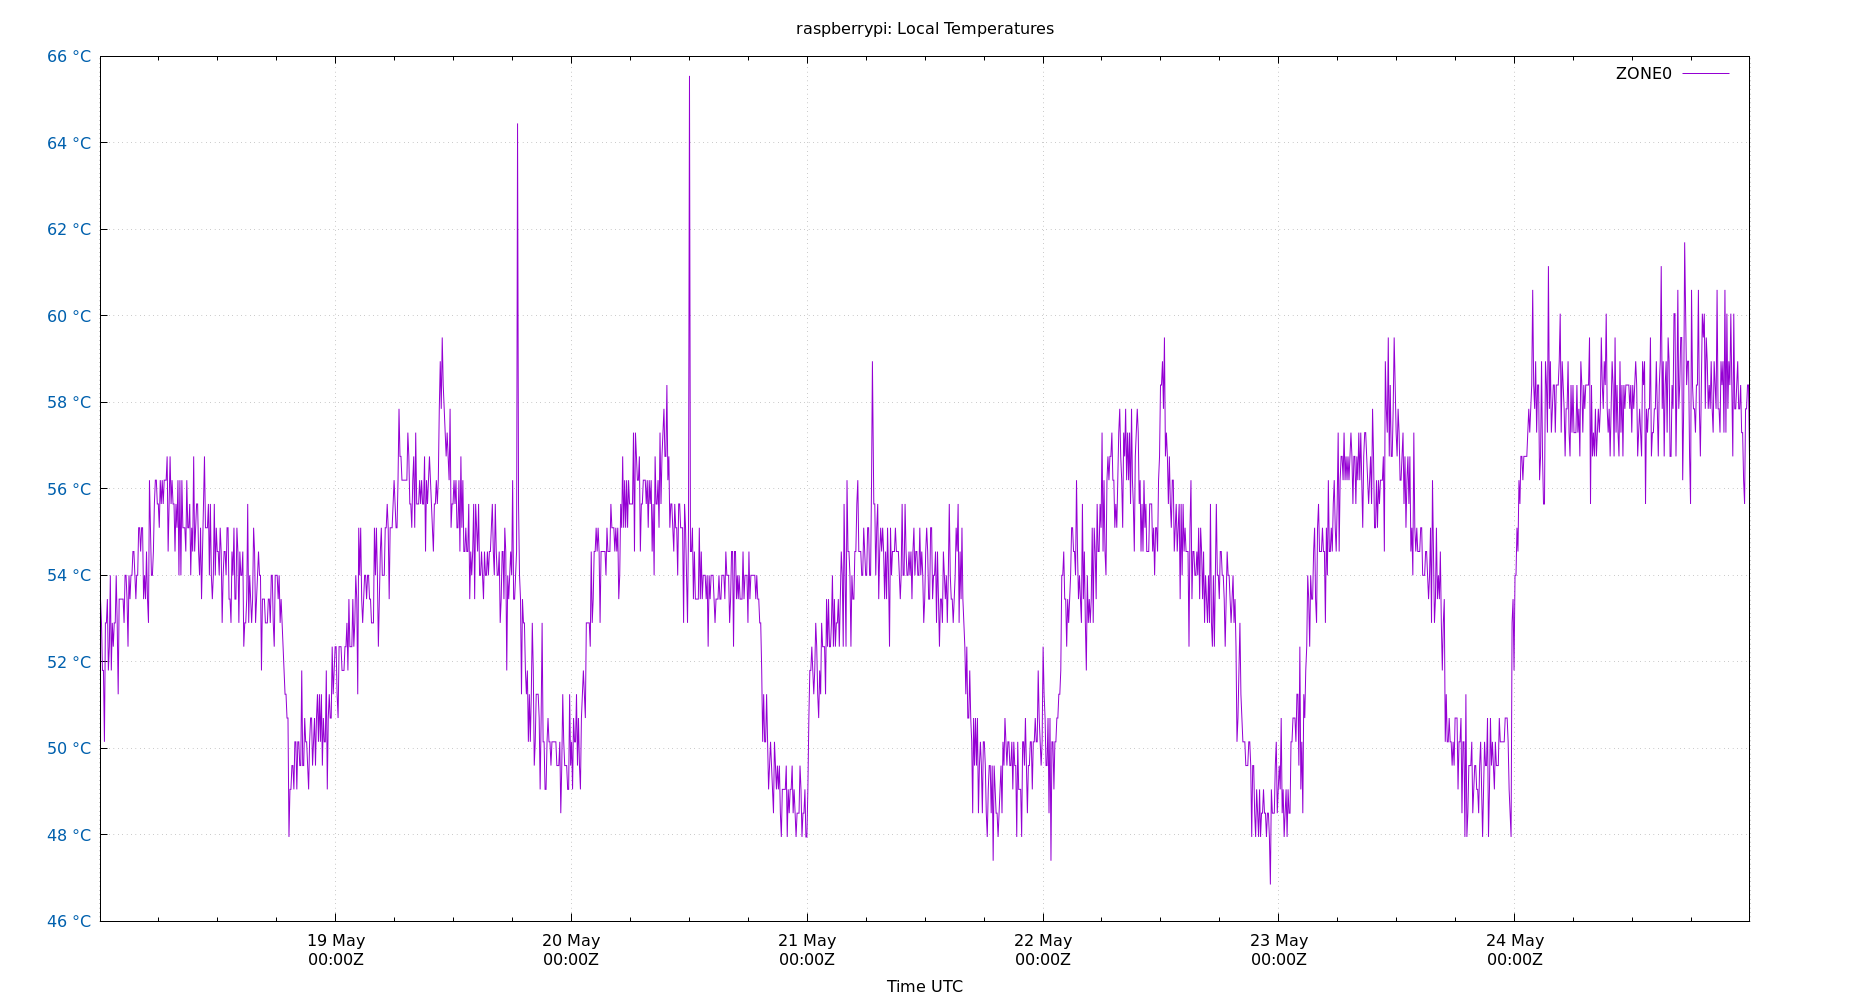 raspberrypi: Local Temperatures
66 °C
ZONE0
64 °C
62 °C
60 °C
58 °C
56 °C
54 °C
52 °C
50 °C
48 °C
46 °C
19 May 20 May 21 May 22 May 23 May 24 May
00:00Z 00:00Z 00:00Z 00:00Z 00:00Z 00:00Z
Time UTC